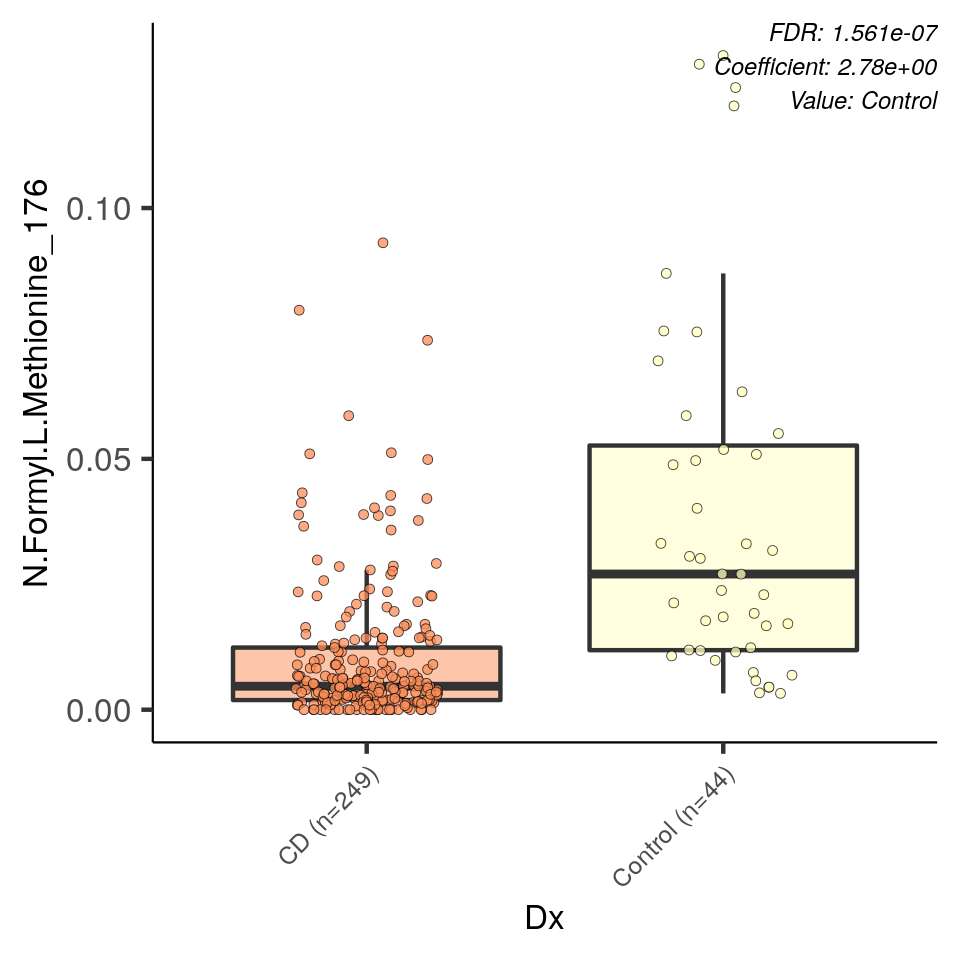 FDR: 1.561e-07
Coefficient: 2.78e+00
Value: Control
N.Formyl.L.Methionine_176
0.10
0.05
0.00
CD (n=249)
Control (n=44)
Dx